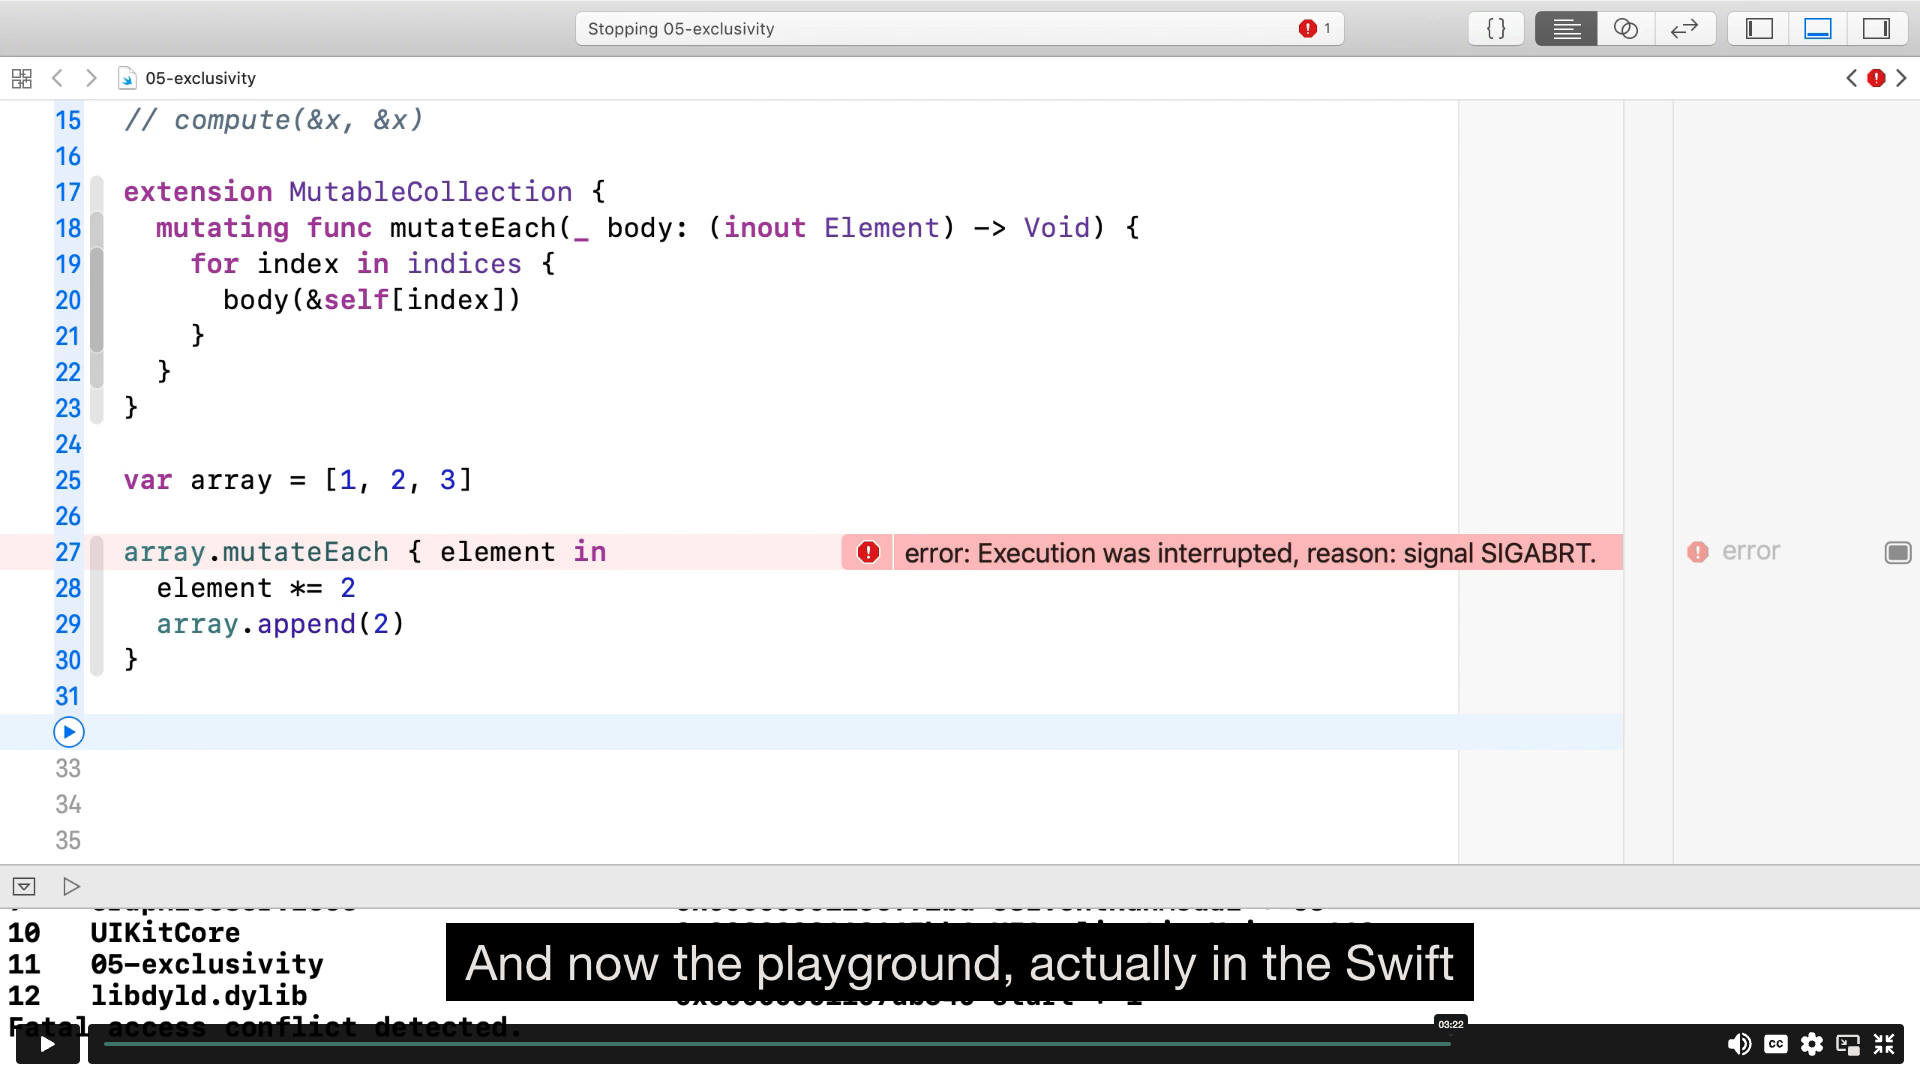 Stopping 05-exclusivity
1
{ }
05-exclusivity
15 // compute(&x, &x)
16
17 extension MutableCollection {
18 mutating func mutateEach(_ body: (inout Element) -> Void) {
19 for index in indices {
20 body(&self[index])
21 }
22 }
23 }
24
25 var array = [1, 2, 3]
26
27 array.mutateEach { element in
error: Execution was interrupted, reason: signal SIGABRT.
error
28 element *= 2
29 array.append(2)
30 }
31
33
34
35
10 UIKitCore
11 05-exclusivity
12 libdyld.dylib
And now the playground, actually in the Swift
Fatal access conflict detected.
03:22
CC